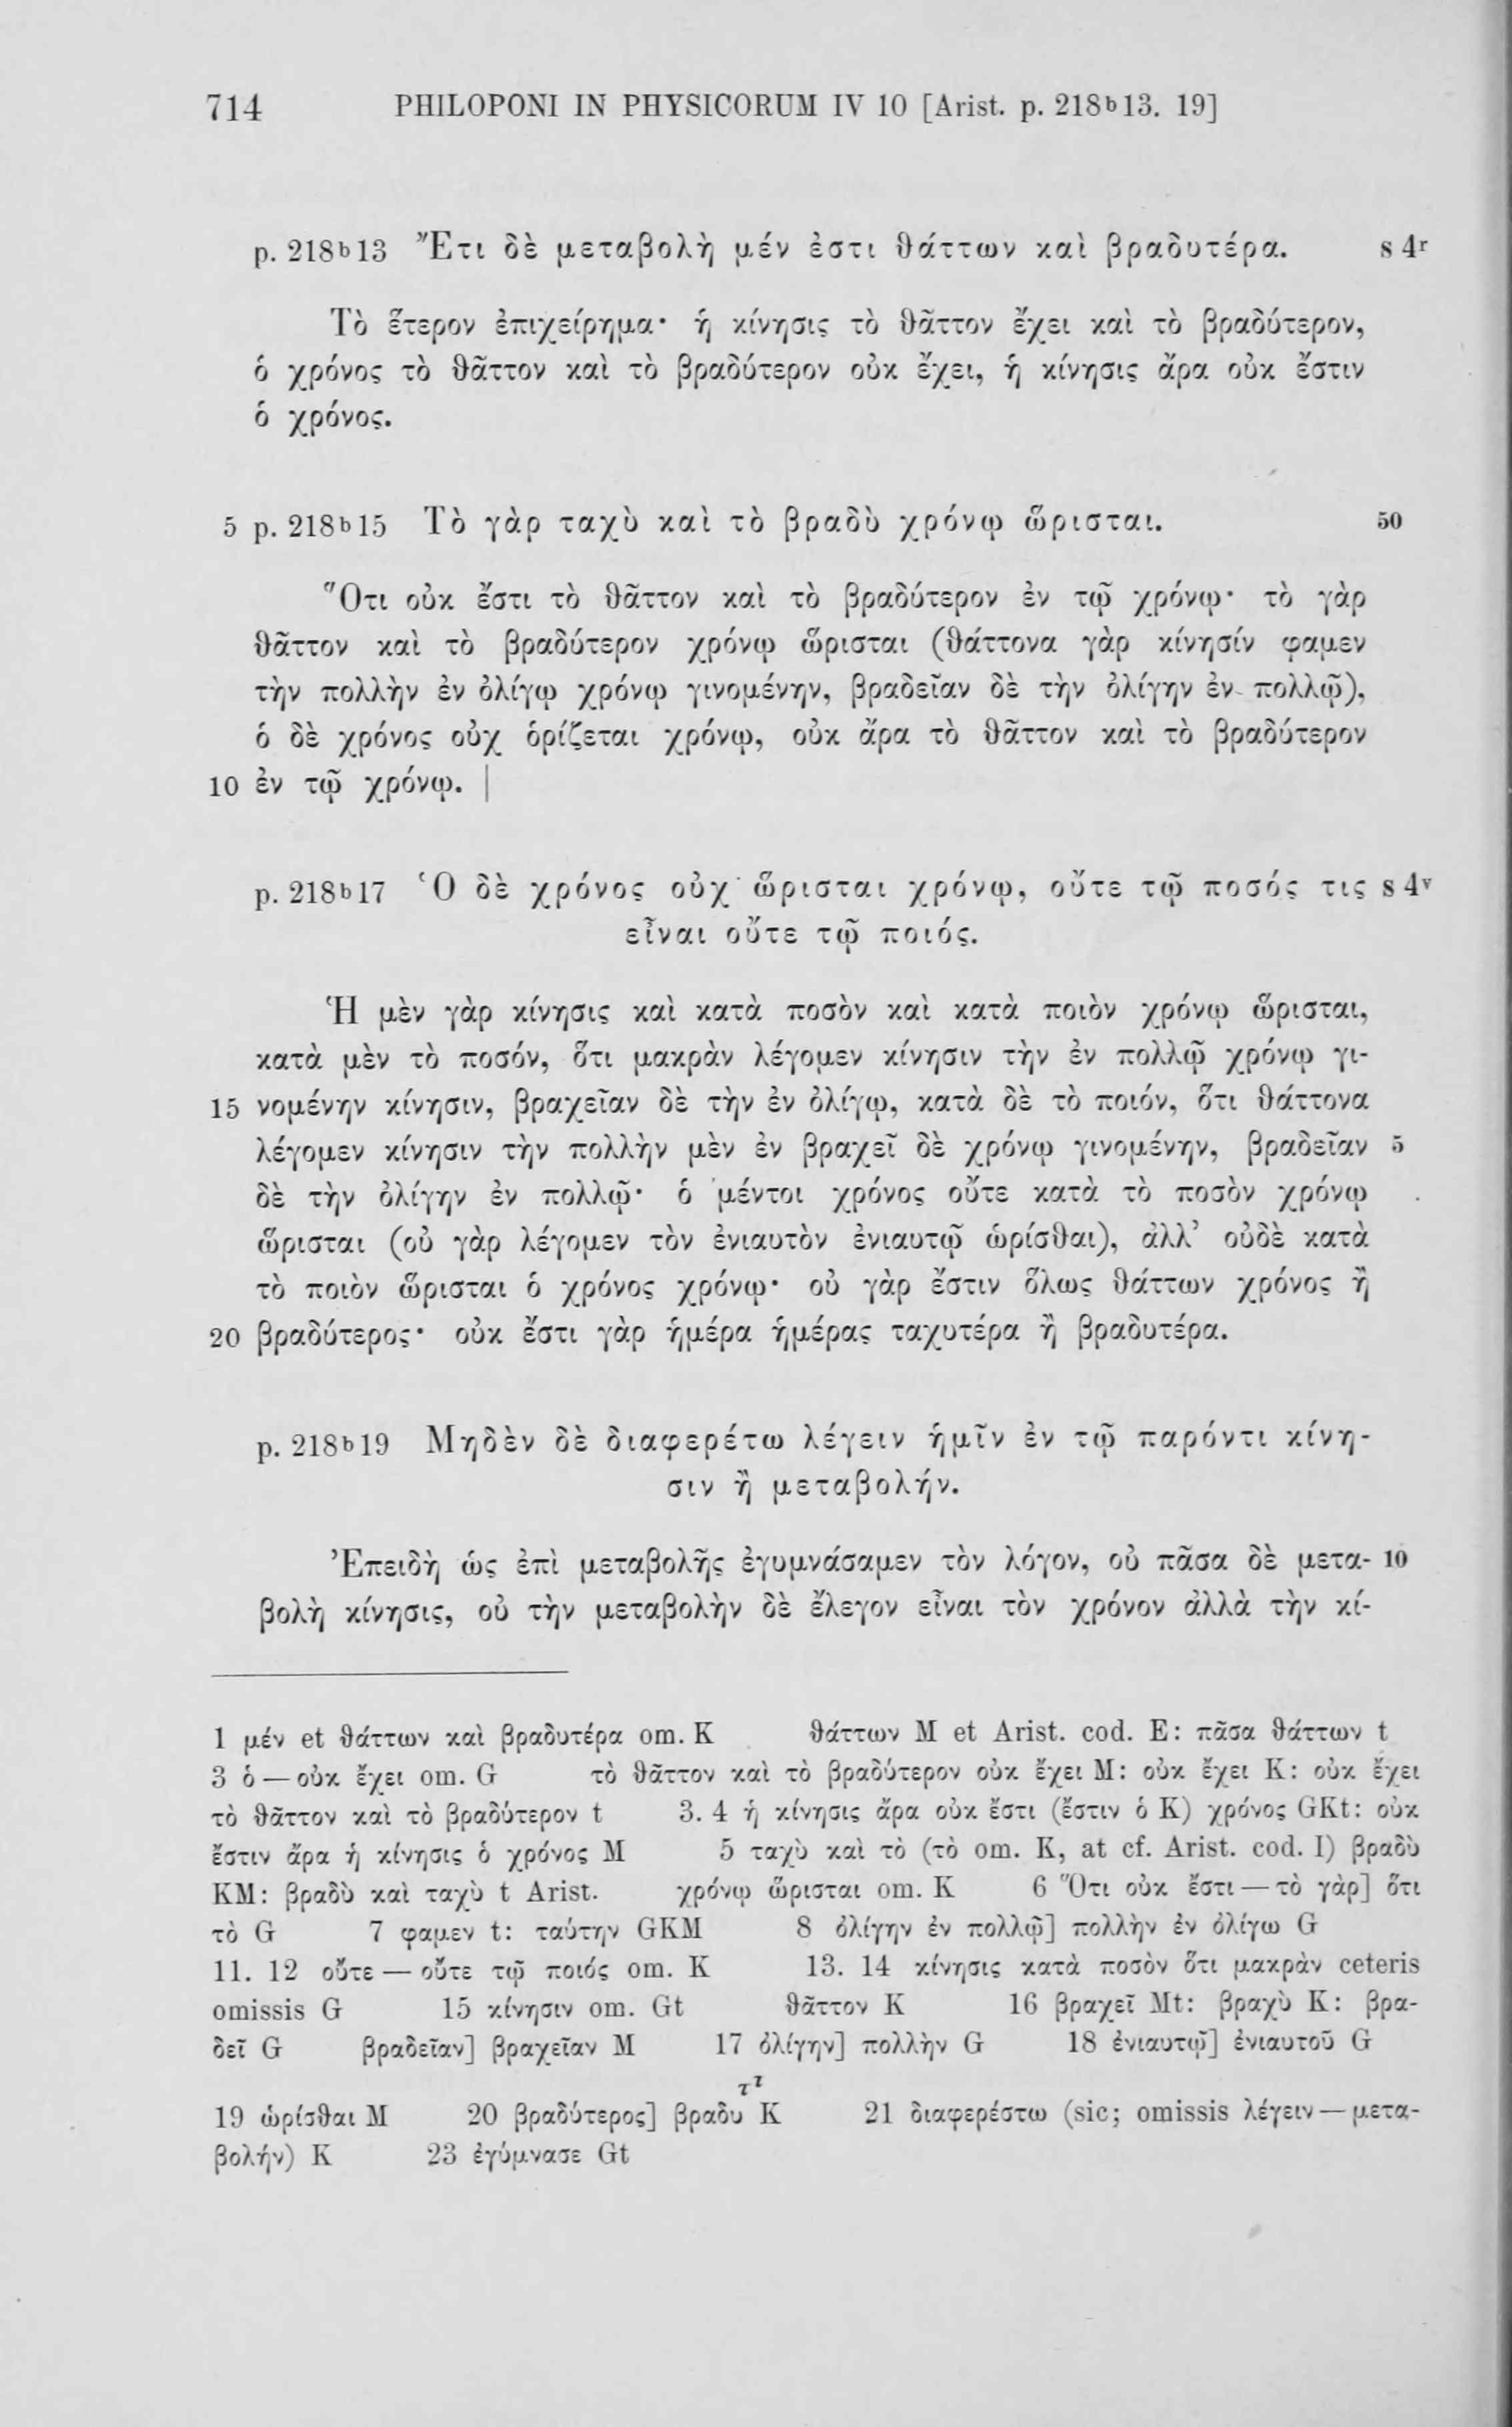 714 PHILOPONI IN PHYSICORUM IV 10 [Arist. p. 218ᵇ13. 19]
p. 218ᵇ13 Ἔτι δὲ μεταβολὴ μέν ἐστι θάττων καὶ βραδυτέρα. s 4ʳ
Τὸ ἕτερον ἐπιχείρημα· ἡ κίνησις τὸ θᾶττον ἔχει καὶ τὸ βραδύτερον,
ὁ χρόνος τὸ θᾶττον καὶ τὸ βραδύτερον οὐκ ἔχει, ἡ κίνησις ἄρα οὐκ ἔστιν
ὁ χρόνος.
5 p. 218ᵇ15 Τὸ γὰρ ταχὺ καὶ τὸ βραδὺ χρόνῳ ὥρισται. 50
Ὅτι οὐκ ἔστι τὸ θᾶττον καὶ τὸ βραδύτερον ἐν τῷ χρόνῳ· τὸ γὰρ
θᾶττον καὶ τὸ βραδύτερον χρόνῳ ὥρισται (θάττονα γὰρ κίνησίν φαμεν
τὴν πολλὴν ἐν ὀλίγῳ χρόνῳ γινομένην, βραδεῖαν δὲ τὴν ὀλίγην ἐν πολλῷ),
ὁ δὲ χρόνος οὐχ ὁρίζεται χρόνῳ, οὐκ ἄρα τὸ θᾶττον καὶ τὸ βραδύτερον
10 ἐν τῷ χρόνῳ. |
p. 218ᵇ17 Ὁ δὲ χρόνος οὐχ ὥρισται χρόνῳ, οὔτε τῷ ποσός τις s 4ᵛ
εἶναι οὔτε τῷ ποιός.
Ἡ μὲν γὰρ κίνησις καὶ κατὰ ποσὸν καὶ κατὰ ποιὸν χρόνῳ ὥρισται,
κατὰ μὲν τὸ ποσόν, ὅτι μακρὰν λέγομεν κίνησιν τὴν ἐν πολλῷ χρόνῳ γι-
15 νομένην κίνησιν, βραχεῖαν δὲ τὴν ἐν ὀλίγῳ, κατὰ δὲ τὸ ποιόν, ὅτι θάττονα
λέγομεν κίνησιν τὴν πολλὴν μὲν ἐν βραχεῖ δὲ χρόνῳ γινομένην, βραδεῖαν 5
δὲ τὴν ὀλίγην ἐν πολλῷ· ὁ μέντοι χρόνος οὔτε κατὰ τὸ ποσὸν χρόνῳ
ὥρισται (οὐ γὰρ λέγομεν τὸν ἐνιαυτὸν ἐνιαυτῷ ὡρίσθαι), ἀλλ’ οὐδὲ κατὰ
τὸ ποιὸν ὥρισται ὁ χρόνος χρόνῳ· οὐ γὰρ ἔστιν ὅλως θάττων χρόνος ἢ
20 βραδύτερος· οὐκ ἔστι γὰρ ἡμέρα ἡμέρας ταχυτέρα ἢ βραδυτέρα.
p. 218ᵇ19 Μηδὲν δὲ διαφερέτω λέγειν ἡμῖν ἐν τῷ παρόντι κίνη-
σιν ἢ μεταβολήν.
Ἐπειδὴ ὡς ἐπὶ μεταβολῆς ἐγυμνάσαμεν τὸν λόγον, οὐ πᾶσα δὲ μετα- 10
βολὴ κίνησις, οὐ τὴν μεταβολὴν δὲ ἔλεγον εἶναι τὸν χρόνον ἀλλὰ τὴν κί-
1 μέν et θάττων καὶ βραδυτέρα om. K θάττων M et Arist. cod. E: πᾶσα θάττων t
3 ὁ — οὐκ ἔχει om. G τὸ θᾶττον καὶ τὸ βραδύτερον οὐκ ἔχει M: οὐκ ἔχει K: οὐκ ἔχει
τὸ θᾶττον καὶ τὸ βραδύτερον t 3. 4 ἡ κίνησις ἄρα οὐκ ἔστι (ἔστιν ὁ K) χρόνος GKt: οὐκ
ἔστιν ἄρα ἡ κίνησις ὁ χρόνος M 5 ταχὺ καὶ τὸ (τὸ om. K, at cf. Arist. cod. I) βραδὺ
KM: βραδὺ καὶ ταχὺ t Arist. χρόνῳ ὥρισται om. K 6 Ὅτι οὐκ ἔστι — τὸ γὰρ] ὅτι
τὸ G 7 φαμεν t: ταύτην GKM 8 ὀλίγην ἐν πολλῷ] πολλὴν ἐν ὀλίγω G
11. 12 οὔτε — οὔτε τῷ ποιός om. K 13. 14 κίνησις κατὰ ποσὸν ὅτι μακρὰν ceteris
omissis G 15 κίνησιν om. Gt θᾶττον K 16 βραχεῖ Mt: βραχὺ K: βρα-
δεῖ G βραδεῖαν] βραχεῖαν M 17 ὀλίγην] πολλὴν G 18 ἐνιαυτῷ] ἐνιαυτοῦ G
19 ὡρίσθαι M 20 βραδύτερος] βραδυ K 21 διαφερέστω (sic; omissis λέγειν — μετα-
βολήν) K 23 ἐγύμνασε Gt